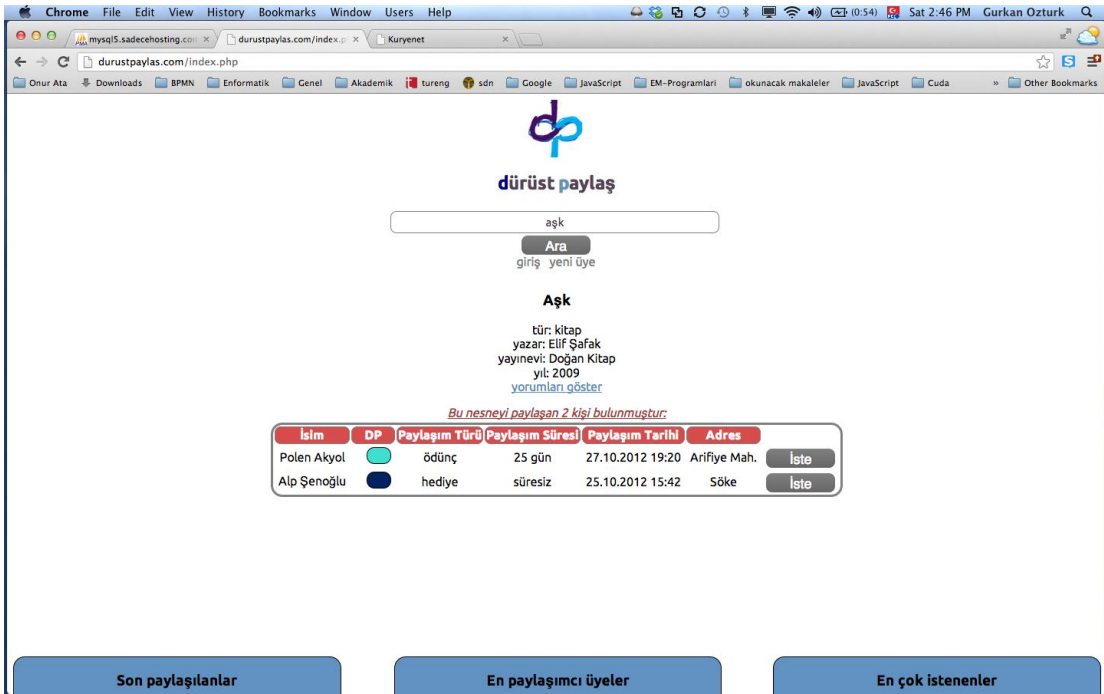 Chrome File Edit View History Bookmarks Window Users Help (0:54) Sat 2:46 PM Gurkan Ozturk
mysql5.sadecehosting.com durustpaylas.com/index.p Kuryenet
durustpaylas.com/index.php
Onur Ata Downloads BPMN Enformatik Genel Akademik tureng sdn Google JavaScript EM-Programlari okunacak makaleler JavaScript Cuda » Other Bookmarks
dp
dürüst paylaş
aşk
Ara
giriş yeni üye
Aşk
tür: kitap
yazar: Elif Şafak
yayınevi: Doğan Kitap
yıl: 2009
yorumları göster
Bu nesneyi paylaşan 2 kişi bulunmuştur:
İsim DP Paylaşım Türü Paylaşım Süresi Paylaşım Tarihi Adres
Polen Akyol ödünç 25 gün 27.10.2012 19:20 Arifiye Mah. İste
Alp Şenoğlu hediye süresiz 25.10.2012 15:42 Söke İste
Son paylaşılanlar En paylaşımcı üyeler En çok istenenler